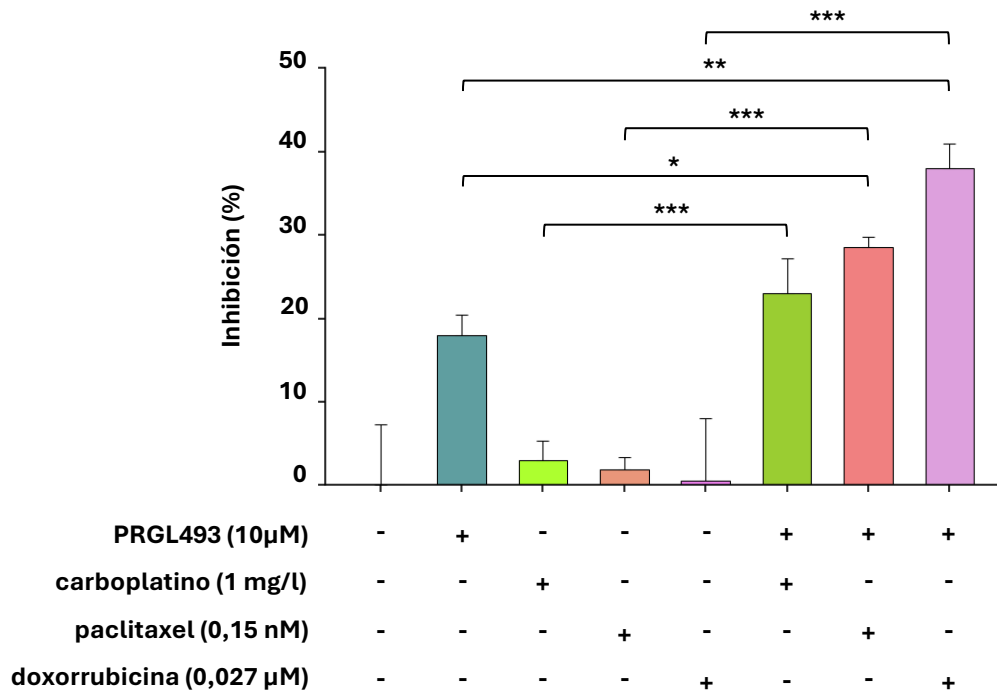 ***
50
**
***
40
*
***
30
Inhibición (%)
20
10
0
PRGL493 (10µM) - + - - - + + +
carboplatino (1 mg/l) - - + - - + - -
paclitaxel (0,15 nM) - - - + - - + -
doxorrubicina (0,027 µM) - - - - + - - +